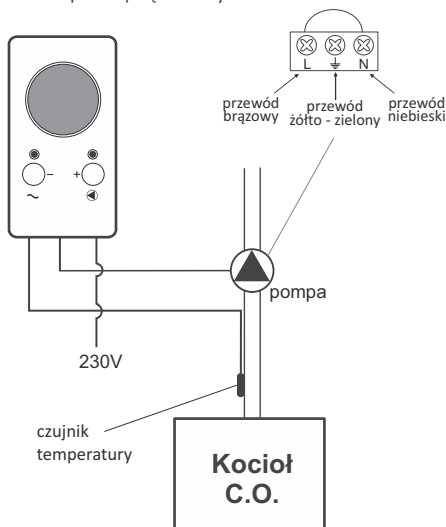 L N
przewód brązowy
przewód żółto - zielony
przewód niebieski
- +
~
pompa
230V
czujnik
temperatury
Kocioł
C.O.